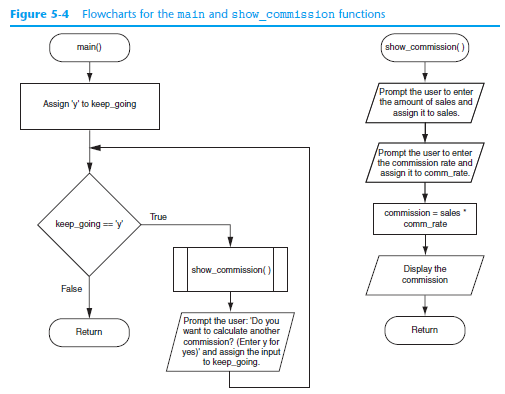 Figure 5-4 Flowcharts for the main and show_commission functions
main()
Assign 'y' to keep_going
keep_going == 'y'
True
False
show_commission( )
Prompt the user: 'Do you
want to calculate another
commission? (Enter y for
yes)' and assign the input
to keep_going.
Return
show_commission( )
Prompt the user to enter
the amount of sales and
assign it to sales.
Prompt the user to enter
the commission rate and
assign it to comm_rate.
commission = sales *
comm_rate
Display the
commission
Return